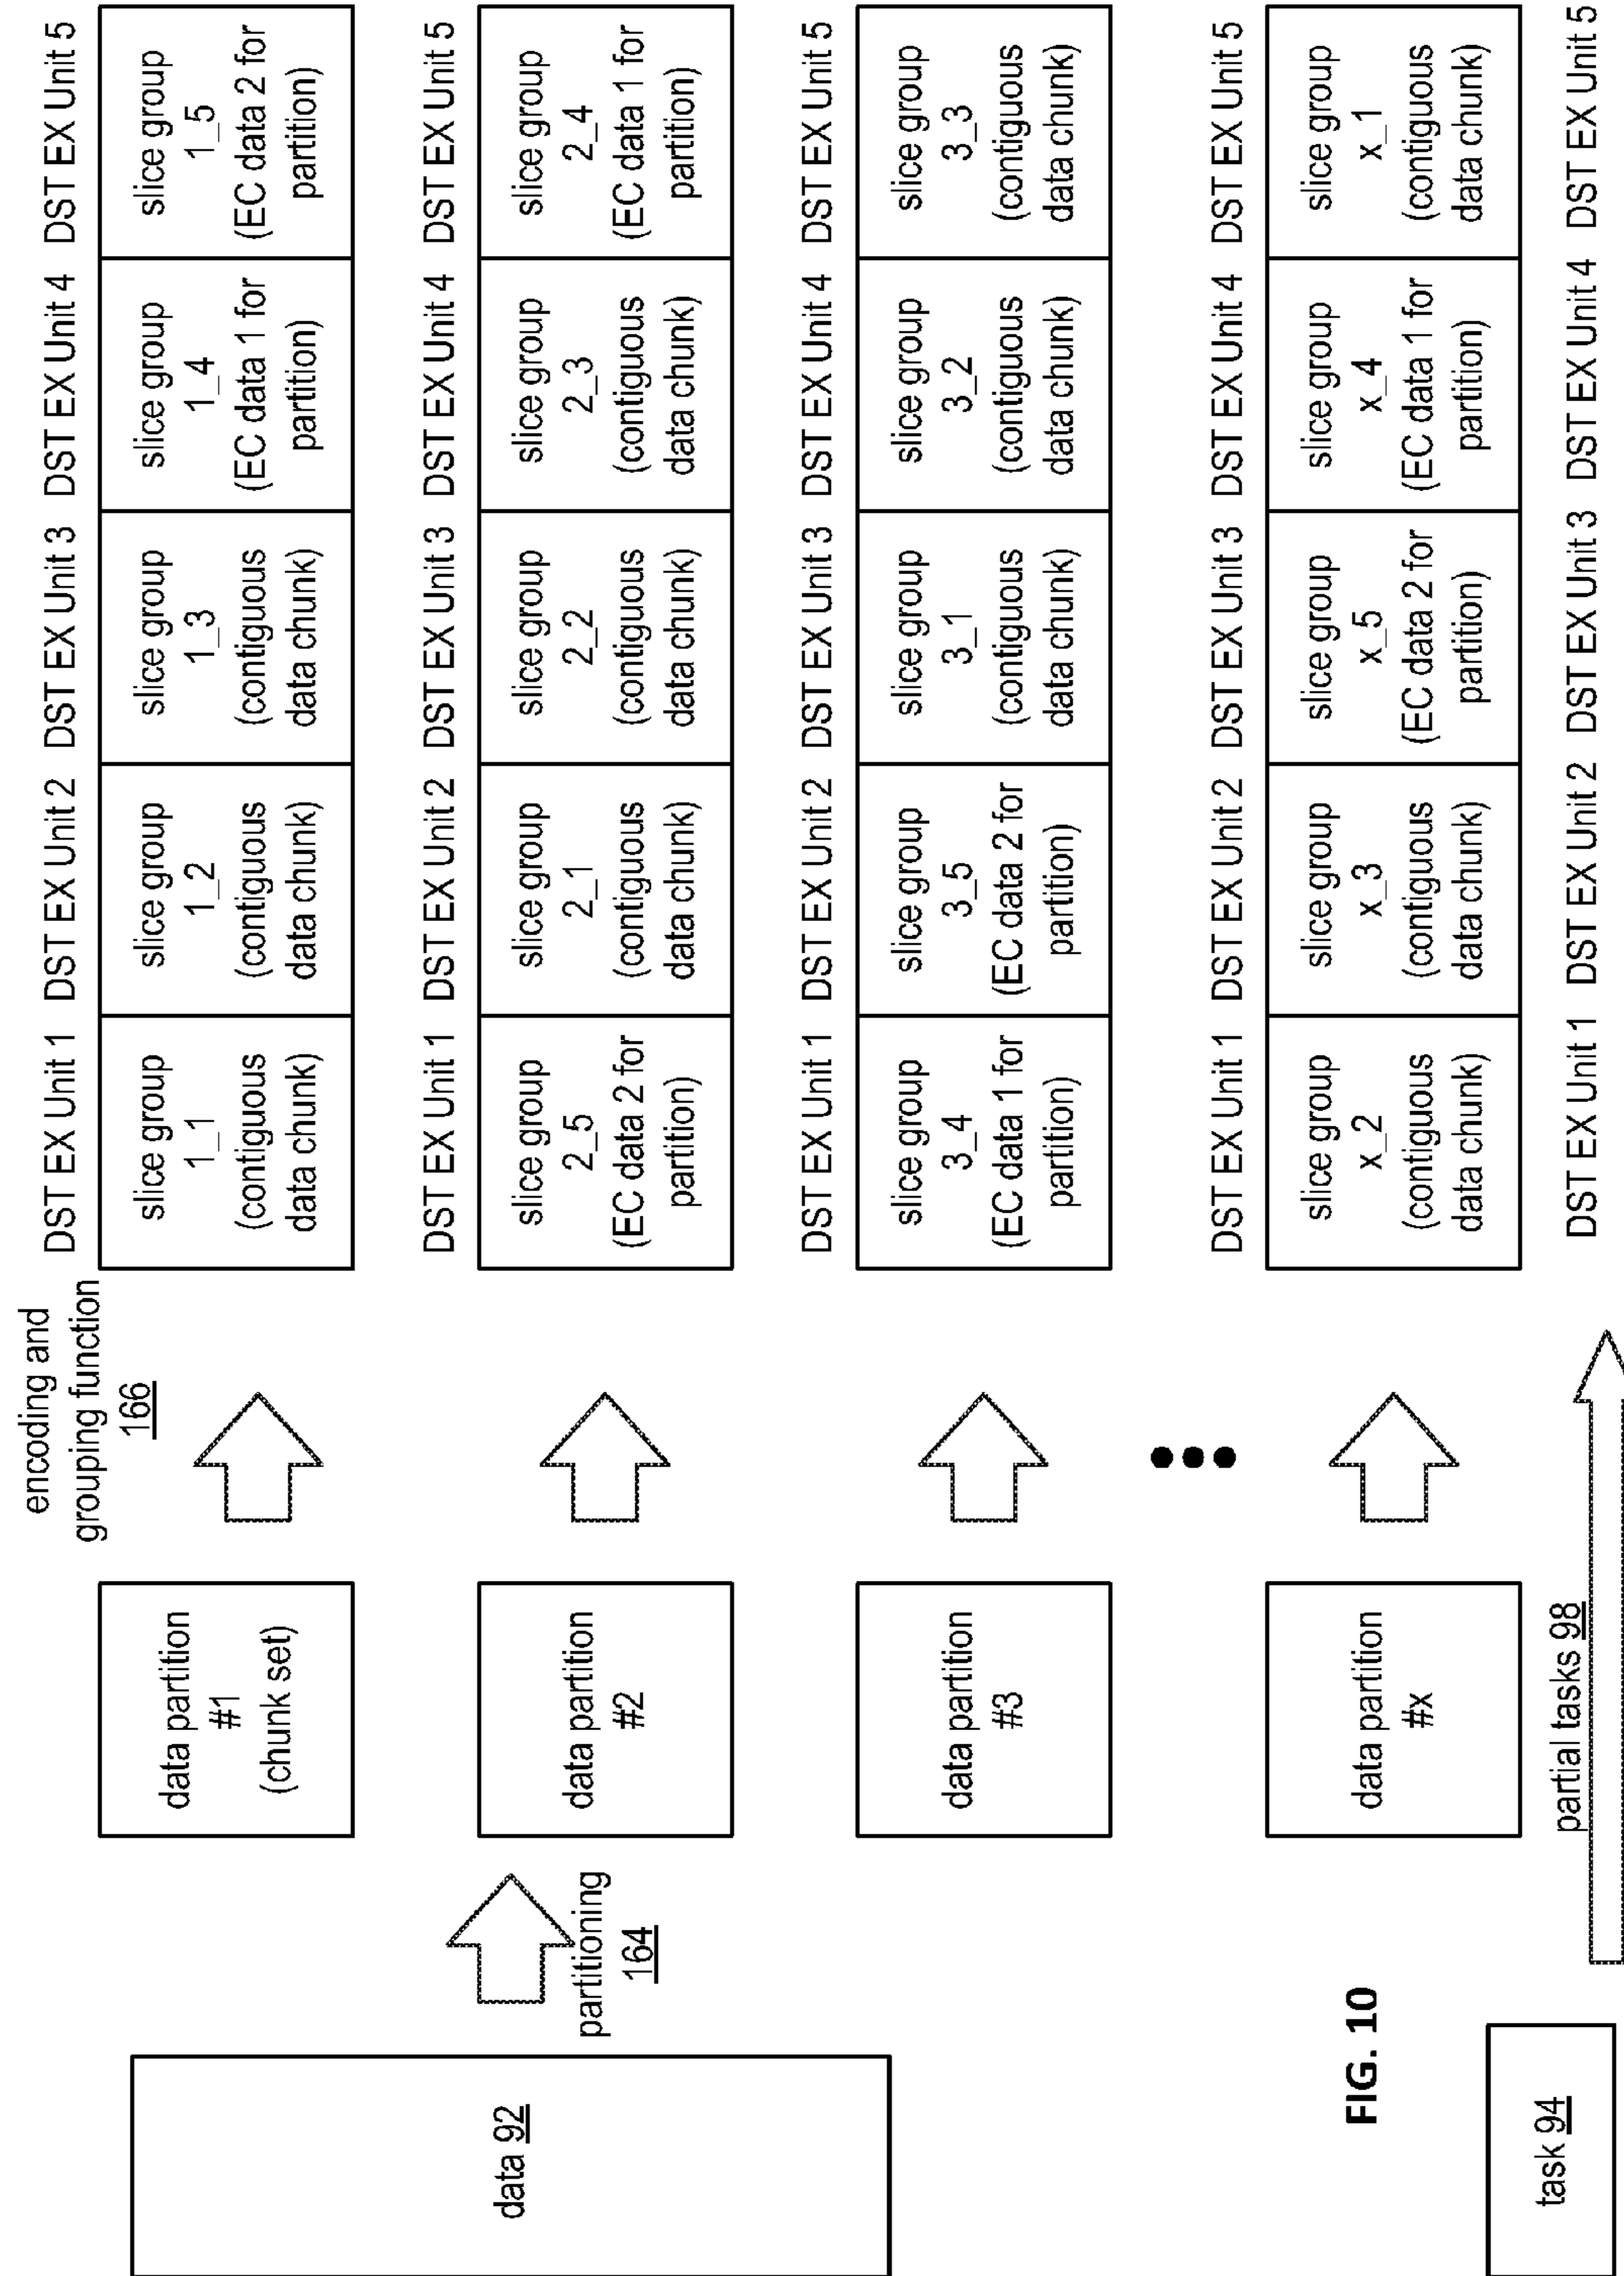 encoding and
grouping function
166
data 92
partitioning
164
data partition
#1
(chunk set)
DST EX Unit 1 DST EX Unit 2 DST EX Unit 3 DST EX Unit 4 DST EX Unit 5
slice group
1_1
(contiguous
data chunk)
slice group
1_2
(contiguous
data chunk)
slice group
1_3
(contiguous
data chunk)
slice group
1_4
(EC data 1 for
partition)
slice group
1_5
(EC data 2 for
partition)
data partition
#2
DST EX Unit 1 DST EX Unit 2 DST EX Unit 3 DST EX Unit 4 DST EX Unit 5
slice group
2_5
(EC data 2 for
partition)
slice group
2_1
(contiguous
data chunk)
slice group
2_2
(contiguous
data chunk)
slice group
2_3
(contiguous
data chunk)
slice group
2_4
(EC data 1 for
partition)
data partition
#3
DST EX Unit 1 DST EX Unit 2 DST EX Unit 3 DST EX Unit 4 DST EX Unit 5
slice group
3_4
(EC data 1 for
partition)
slice group
3_5
(EC data 2 for
partition)
slice group
3_1
(contiguous
data chunk)
slice group
3_2
(contiguous
data chunk)
slice group
3_3
(contiguous
data chunk)
data partition
#x
DST EX Unit 1 DST EX Unit 2 DST EX Unit 3 DST EX Unit 4 DST EX Unit 5
slice group
x_2
(contiguous
data chunk)
slice group
x_3
(contiguous
data chunk)
slice group
x_5
(EC data 2 for
partition)
slice group
x_4
(EC data 1 for
partition)
slice group
x_1
(contiguous
data chunk)
FIG. 10
task 94
partial tasks 98
DST EX Unit 1 DST EX Unit 2 DST EX Unit 3 DST EX Unit 4 DST EX Unit 5